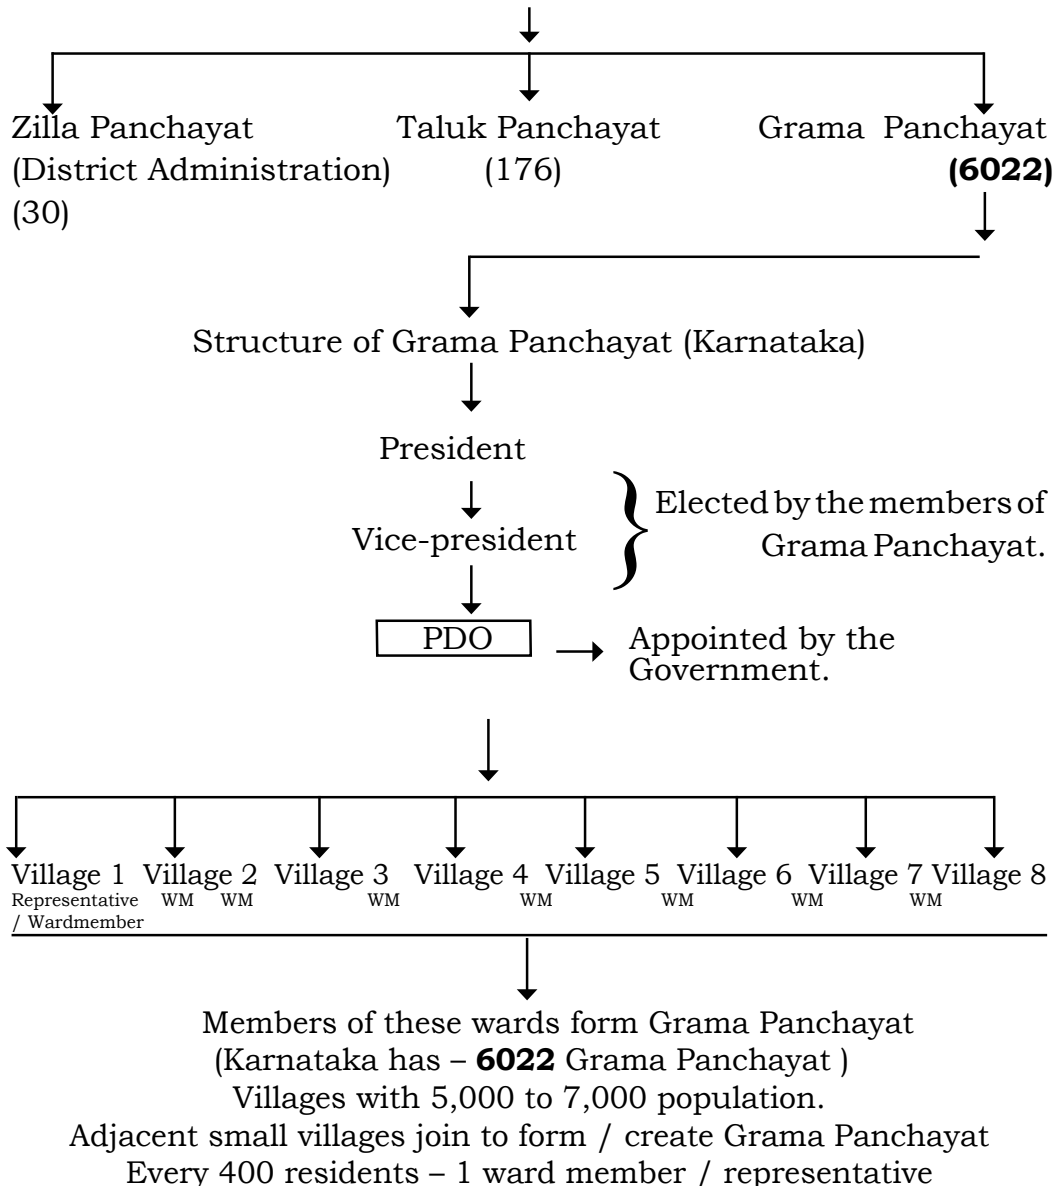 Zilla Panchayat
(District Administration)
(30)
Taluk Panchayat
(176)
Grama Panchayat
(6022)
Structure of Grama Panchayat (Karnataka)
President
Vice-president
Elected by the members of
Grama Panchayat.
PDO
Appointed by the
Government.
Village 1 Village 2 Village 3 Village 4 Village 5 Village 6 Village 7 Village 8
Representative WM WM WM WM WM WM WM
/ Wardmember
Members of these wards form Grama Panchayat
(Karnataka has – 6022 Grama Panchayat )
Villages with 5,000 to 7,000 population.
Adjacent small villages join to form / create Grama Panchayat
Every 400 residents – 1 ward member / representative